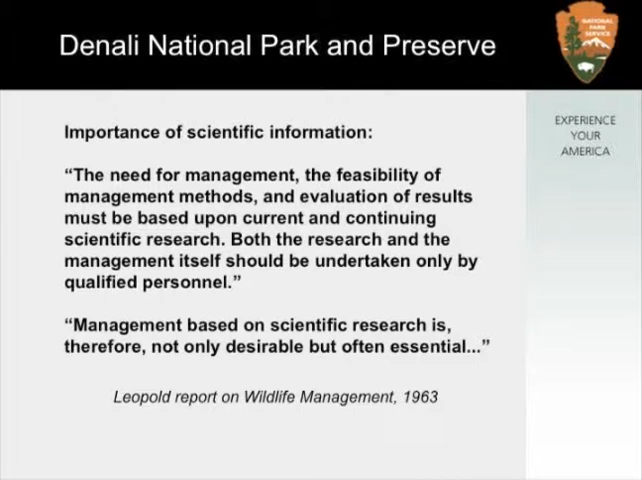 Denali National Park and Preserve
NATIONAL
PARK
SERVICE
EXPERIENCE
YOUR
AMERICA
Importance of scientific information:
“The need for management, the feasibility of
management methods, and evaluation of results
must be based upon current and continuing
scientific research. Both the research and the
management itself should be undertaken only by
qualified personnel.”
“Management based on scientific research is,
therefore, not only desirable but often essential...”
Leopold report on Wildlife Management, 1963